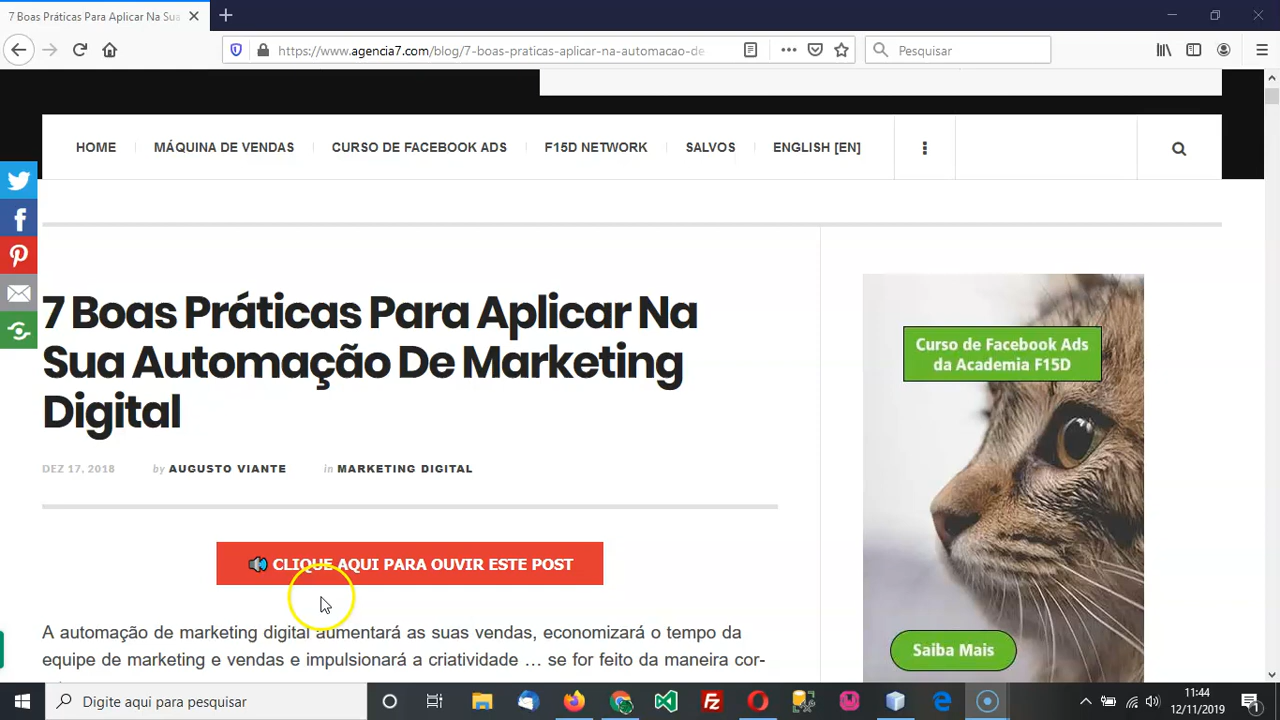 7 Boas Práticas Para Aplicar Na Sua
https://www.agencia7.com/blog/7-boas-praticas-aplicar-na-automacao-de
Pesquisar
HOME MÁQUINA DE VENDAS CURSO DE FACEBOOK ADS F15D NETWORK SALVOS ENGLISH [EN]
7 Boas Práticas Para Aplicar Na
Sua Automação De Marketing
Digital
DEZ 17, 2018 by AUGUSTO VIANTE in MARKETING DIGITAL
CLIQUE AQUI PARA OUVIR ESTE POST
A automação de marketing digital aumentará as suas vendas, economizará o tempo da
equipe de marketing e vendas e impulsionará a criatividade … se for feito da maneira cor-
Curso de Facebook Ads
da Academia F15D
Saiba Mais
Digite aqui para pesquisar
11:44
12/11/2019
1